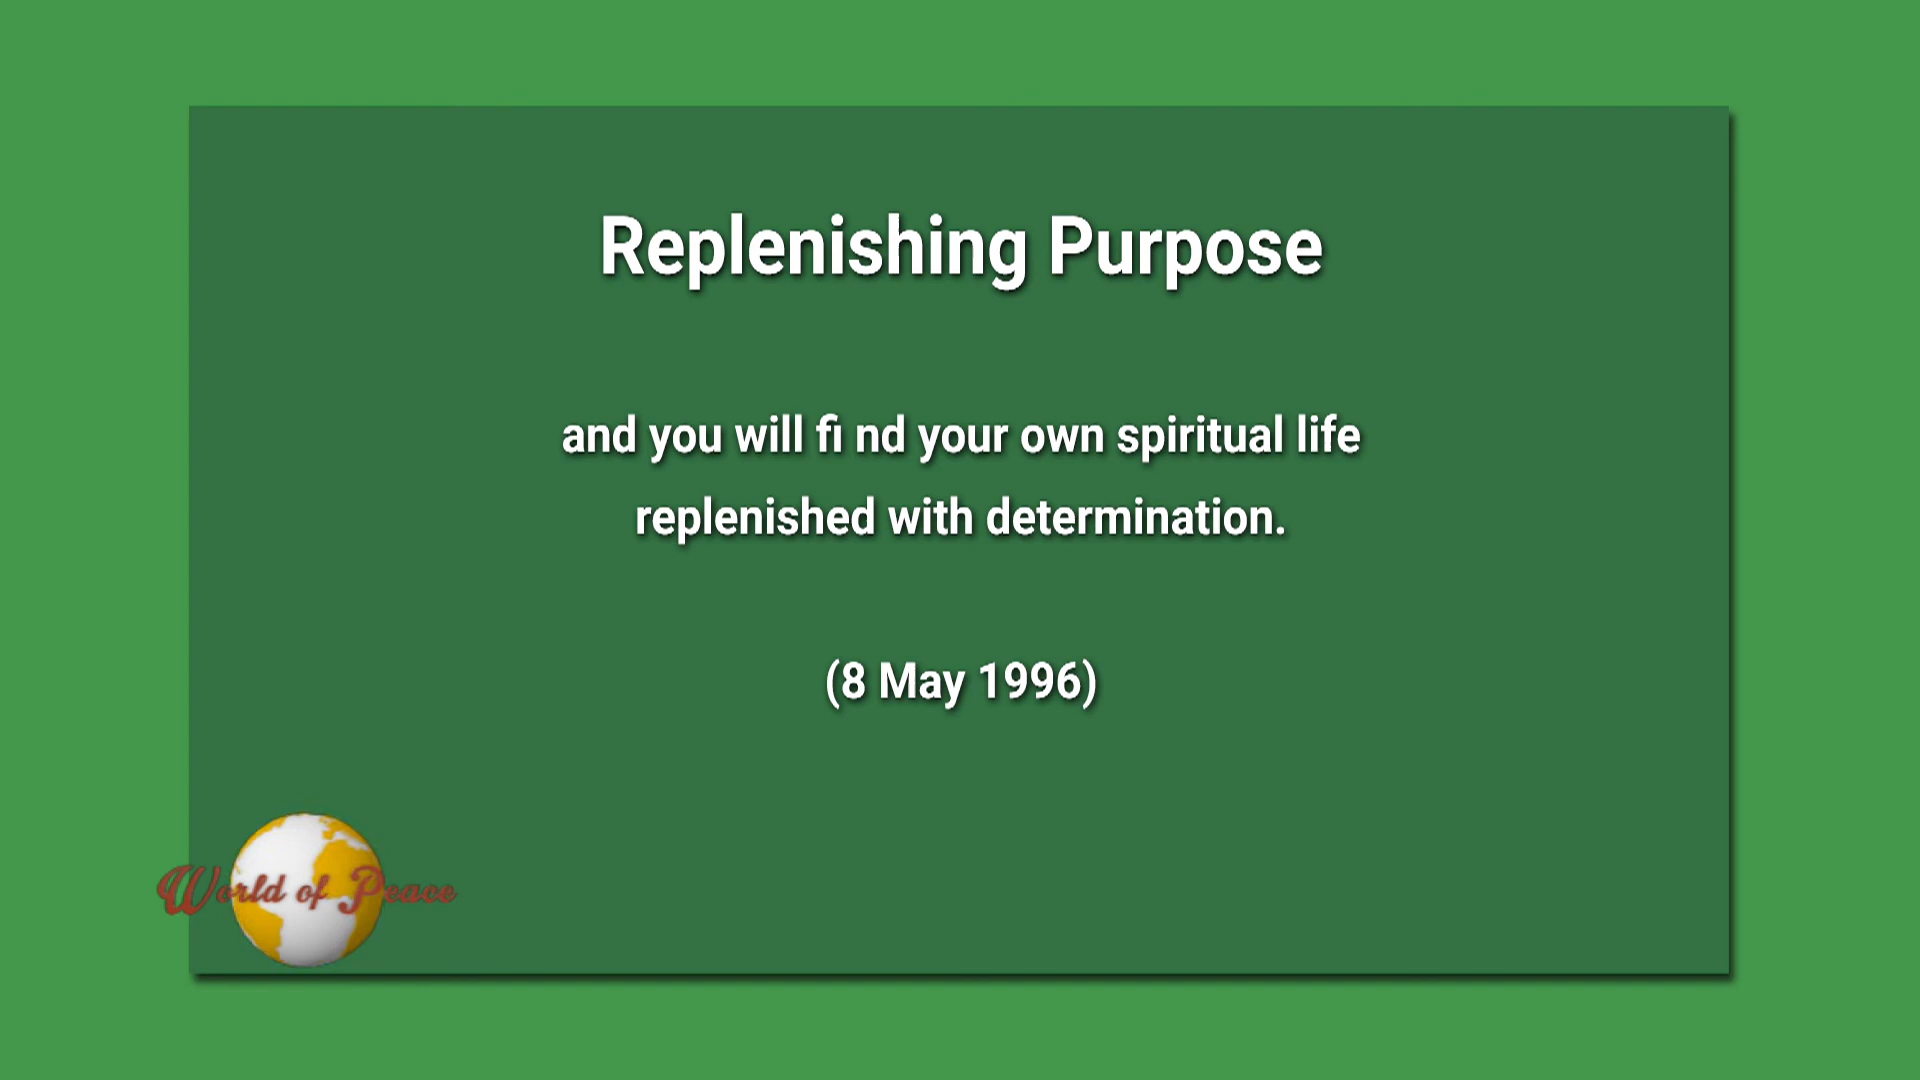 Replenishing Purpose
and you will fi nd your own spiritual life
replenished with determination.
(8 May 1996)
World of Peace